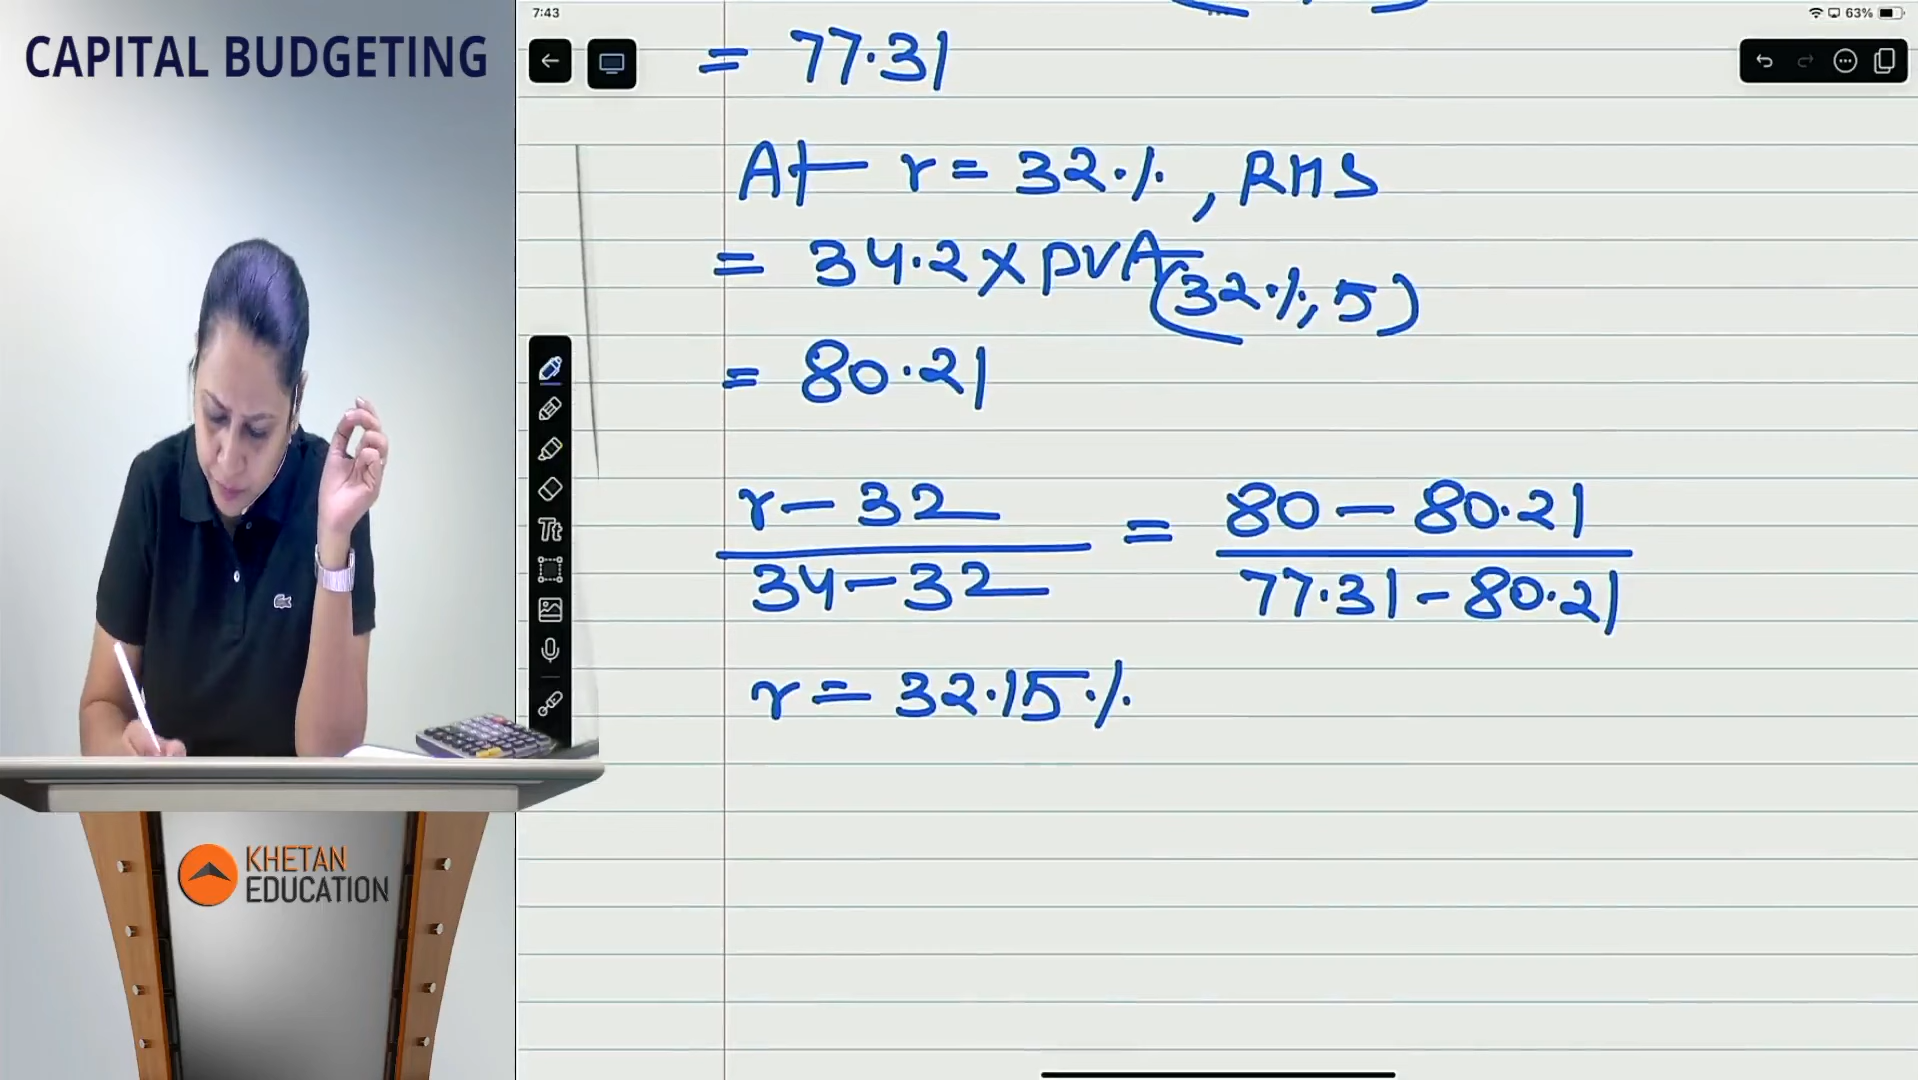 7:43
63%
CAPITAL BUDGETING
= 77.31
At r = 32%, RHS
= 34.2 × PVA(32%, 5)
= 80.21
r - 32 / 34 - 32 = 80 - 80.21 / 77.31 - 80.21
r = 32.15%
Tt
KHETAN
EDUCATION